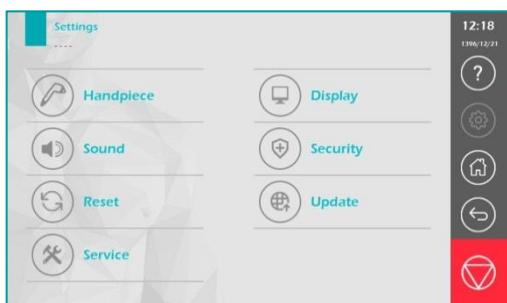 Settings
----
12:18
1396/12/21
?
Handpiece
Display
Sound
Security
Reset
Update
Service